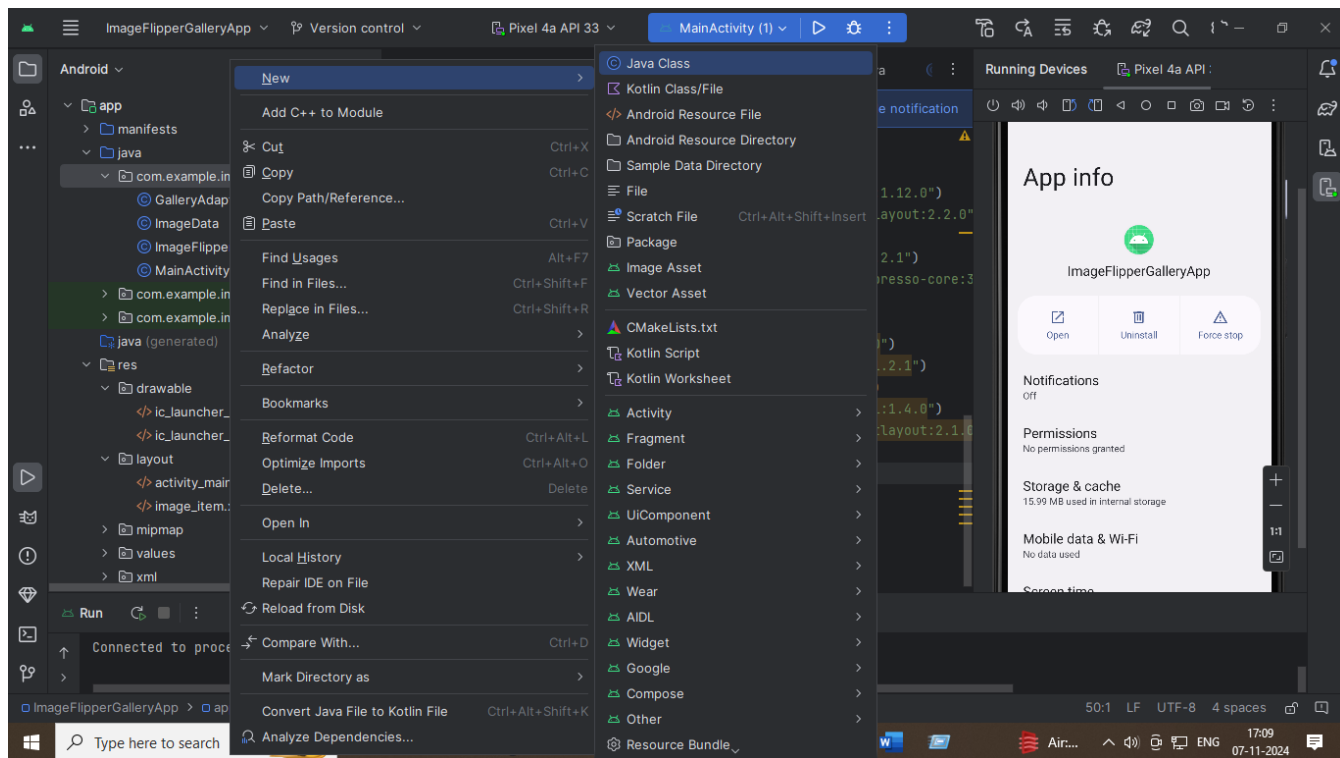 ImageFlipperGalleryApp
Version control
Pixel 4a API 33
MainActivity (1)
Android
app
manifests
java
com.example.in
GalleryAdap
ImageData
ImageFlippe
MainActivity
com.example.in
com.example.in
java (generated)
res
drawable
ic_launcher_
ic_launcher_
layout
activity_main
image_item.
mipmap
values
xml
New
Add C++ to Module
Cut Ctrl+X
Copy Ctrl+C
Copy Path/Reference...
Paste Ctrl+V
Find Usages Alt+F7
Find in Files... Ctrl+Shift+F
Replace in Files... Ctrl+Shift+R
Analyze
Refactor
Bookmarks
Reformat Code Ctrl+Alt+L
Optimize Imports Ctrl+Alt+O
Delete... Delete
Open In
Local History
Repair IDE on File
Reload from Disk
Compare With... Ctrl+D
Mark Directory as
Convert Java File to Kotlin File Ctrl+Alt+Shift+K
Analyze Dependencies...
Java Class
Kotlin Class/File
Android Resource File
Android Resource Directory
Sample Data Directory
File
Scratch File Ctrl+Alt+Shift+Insert
Package
Image Asset
Vector Asset
CMakeLists.txt
Kotlin Script
Kotlin Worksheet
Activity
Fragment
Folder
Service
UiComponent
Automotive
XML
Wear
AIDL
Widget
Google
Compose
Other
Resource Bundle
a
e notification
1.12.0")
ayout:2.2.0"
2.1")
resso-core:3
")
.2.1")
:1.4.0")
layout:2.1.0
Running Devices
Pixel 4a API
App info
ImageFlipperGalleryApp
Open
Uninstall
Force stop
Notifications
Off
Permissions
No permissions granted
Storage & cache
15.99 MB used in internal storage
Mobile data & Wi-Fi
No data used
Screen time
1:1
Run
Connected to proce
ImageFlipperGalleryApp > ap
50:1 LF UTF-8 4 spaces
Type here to search
W
Air...
ENG
17:09
07-11-2024